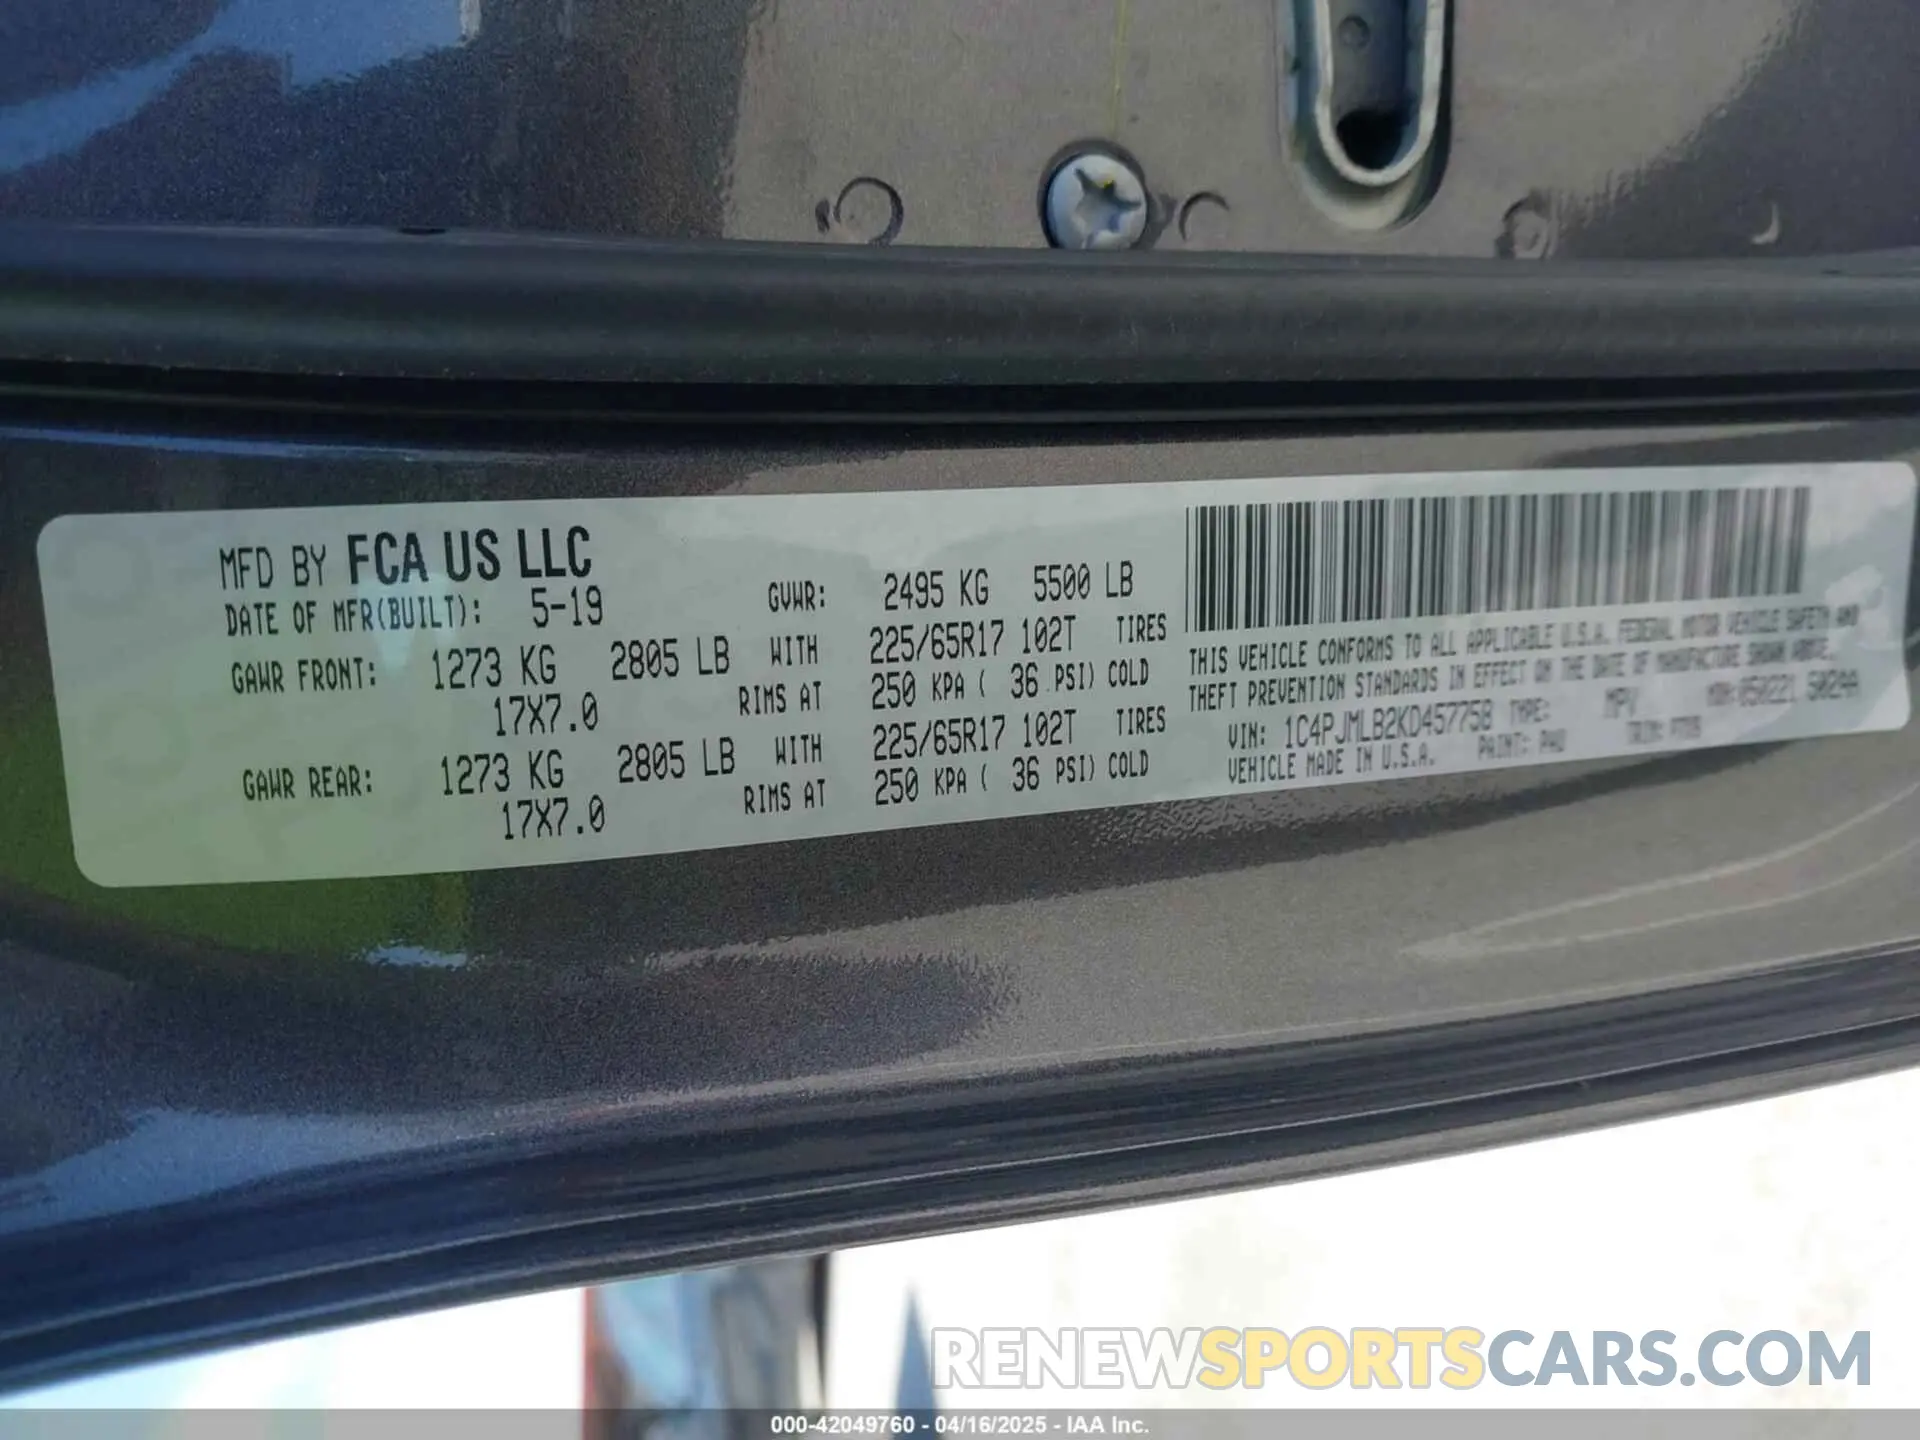 MFD BY FCA US LLC
DATE OF MFR(BUILT): 5-19 GVWR: 2495 KG 5500 LB
GAWR FRONT: 1273 KG 2805 LB WITH 225/65R17 102T TIRES
17X7.0 RIMS AT 250 KPA ( 36 PSI) COLD
GAWR REAR: 1273 KG 2805 LB WITH 225/65R17 102T TIRES
17X7.0 RIMS AT 250 KPA ( 36 PSI) COLD
THIS VEHICLE CONFORMS TO ALL APPLICABLE U.S.A. FEDERAL MOTOR VEHICLE SAFETY AND
THEFT PREVENTION STANDARDS IN EFFECT ON THE DATE OF MANUFACTURE SHOWN ABOVE.
VIN: 1C4PJMLB2KD457758 TYPE: MPV MDH:050221 502AA
VEHICLE MADE IN U.S.A. PAINT: PAU TRIM:
RENEWSPORTSCARS.COM
000-42049760 - 04/16/2025 - IAA Inc.